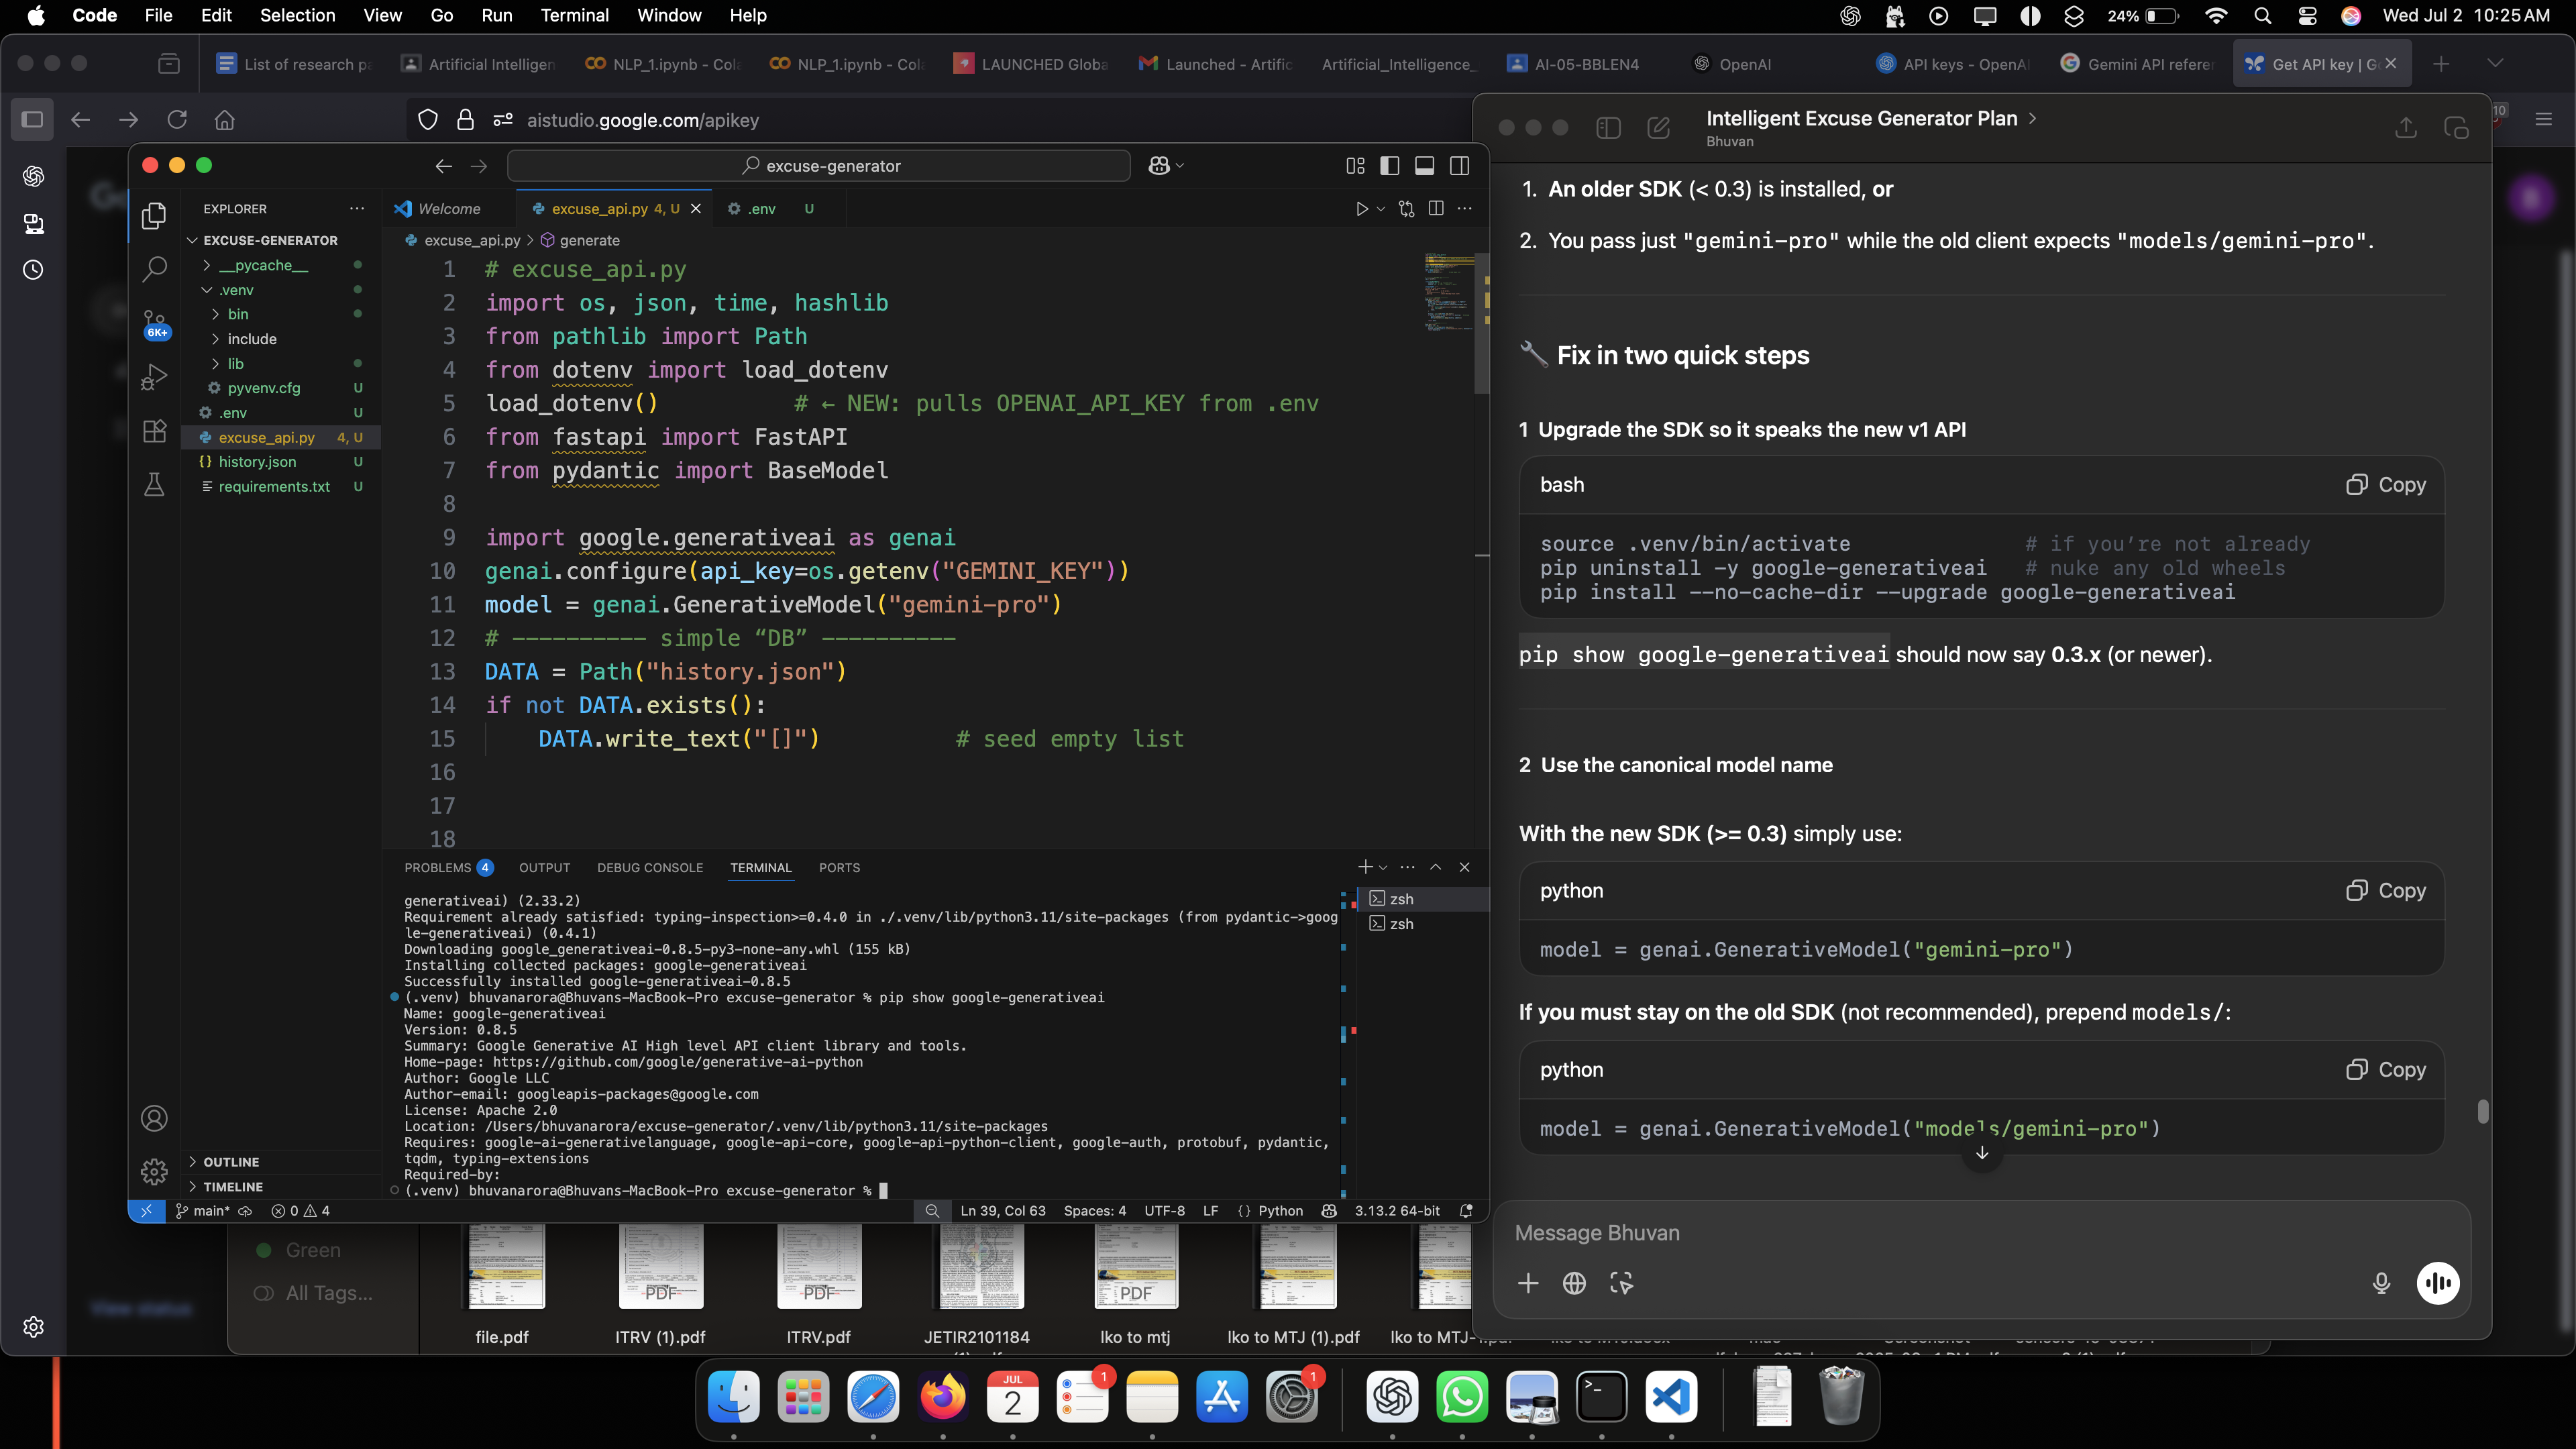 Code File Edit Selection View Go Run Terminal Window Help
24% Wed Jul 2 10:25 AM
List of research pa
Artificial Intelligen
NLP_1.ipynb - Cola
NLP_1.ipynb - Cola
LAUNCHED Globa
Launched - Artific
Artificial_Intelligence_
AI-05-BBLEN4
OpenAI
API keys - OpenAI
Gemini API referen
Get API key | G
aistudio.google.com/apikey
10
excuse-generator
EXPLORER
EXCUSE-GENERATOR
__pycache__
.venv
bin
include
lib
pyvenv.cfg U
.env U
excuse_api.py 4, U
history.json U
requirements.txt U
6K+
OUTLINE
TIMELINE
Welcome
excuse_api.py 4, U
.env U
excuse_api.py > generate
1 # excuse_api.py
2 import os, json, time, hashlib
3 from pathlib import Path
4 from dotenv import load_dotenv
5 load_dotenv() # ← NEW: pulls OPENAI_API_KEY from .env
6 from fastapi import FastAPI
7 from pydantic import BaseModel
8
9 import google.generativeai as genai
10 genai.configure(api_key=os.getenv("GEMINI_KEY"))
11 model = genai.GenerativeModel("gemini-pro")
12 # ---------- simple “DB” ----------
13 DATA = Path("history.json")
14 if not DATA.exists():
15 DATA.write_text("[]") # seed empty list
16
17
18
PROBLEMS 4 OUTPUT DEBUG CONSOLE TERMINAL PORTS
zsh
zsh
generativeai) (2.33.2)
Requirement already satisfied: typing-inspection>=0.4.0 in ./.venv/lib/python3.11/site-packages (from pydantic->goog
le-generativeai) (0.4.1)
Downloading google_generativeai-0.8.5-py3-none-any.whl (155 kB)
Installing collected packages: google-generativeai
Successfully installed google-generativeai-0.8.5
(.venv) bhuvanarora@Bhuvans-MacBook-Pro excuse-generator % pip show google-generativeai
Name: google-generativeai
Version: 0.8.5
Summary: Google Generative AI High level API client library and tools.
Home-page: https://github.com/google/generative-ai-python
Author: Google LLC
Author-email: googleapis-packages@google.com
License: Apache 2.0
Location: /Users/bhuvanarora/excuse-generator/.venv/lib/python3.11/site-packages
Requires: google-ai-generativelanguage, google-api-core, google-api-python-client, google-auth, protobuf, pydantic,
tqdm, typing-extensions
Required-by:
(.venv) bhuvanarora@Bhuvans-MacBook-Pro excuse-generator %
main* 0 4 Ln 39, Col 63 Spaces: 4 UTF-8 LF {} Python 3.13.2 64-bit
Intelligent Excuse Generator Plan >
Bhuvan
1. An older SDK (< 0.3) is installed, or
2. You pass just "gemini-pro" while the old client expects "models/gemini-pro".
Fix in two quick steps
1 Upgrade the SDK so it speaks the new v1 API
bash Copy
source .venv/bin/activate # if you’re not already
pip uninstall -y google-generativeai # nuke any old wheels
pip install --no-cache-dir --upgrade google-generativeai
pip show google-generativeai should now say 0.3.x (or newer).
2 Use the canonical model name
With the new SDK (>= 0.3) simply use:
python Copy
model = genai.GenerativeModel("gemini-pro")
If you must stay on the old SDK (not recommended), prepend models/:
python Copy
model = genai.GenerativeModel("models/gemini-pro")
Message Bhuvan
View status
Green
All Tags...
PDF
PDF
PDF
file.pdf
ITRV (1).pdf
ITRV.pdf
JETIR2101184
lko to mtj
lko to MTJ (1).pdf
JUL
2
1
1